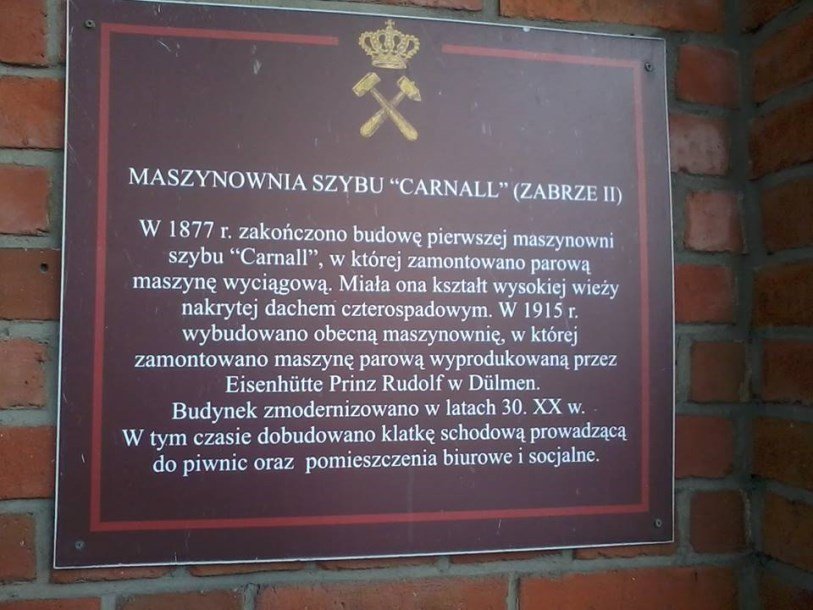 MASZYNOWNIA SZYBU “CARNALL” (ZABRZE II)
W 1877 r. zakończono budowę pierwszej maszynowni
szybu “Carnall”, w której zamontowano parową
maszynę wyciągową. Miała ona kształt wysokiej wieży
nakrytej dachem czterospadowym. W 1915 r.
wybudowano obecną maszynownię, w której
zamontowano maszynę parową wyprodukowaną przez
Eisenhütte Prinz Rudolf w Dülmen.
Budynek zmodernizowano w latach 30. XX w.
W tym czasie dobudowano klatkę schodową prowadzącą
do piwnic oraz pomieszczenia biurowe i socjalne.